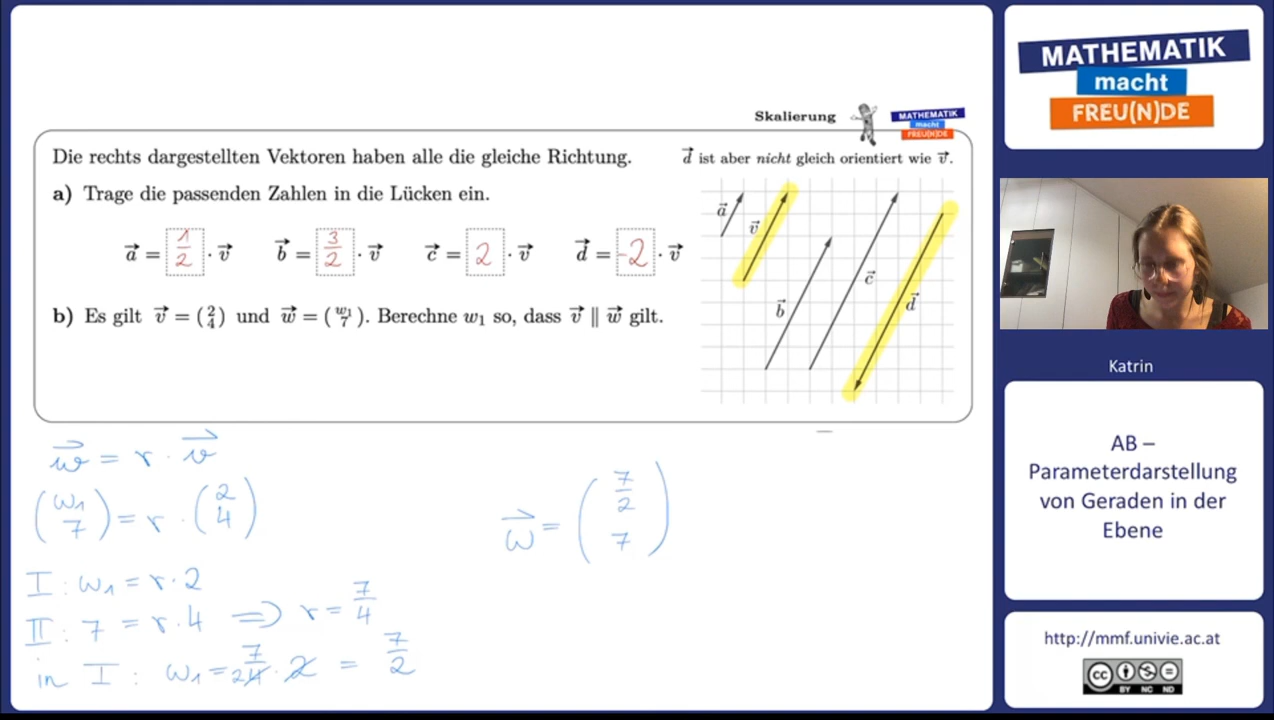 Skalierung
MATHEMATIK
macht
FREU(N)DE
Die rechts dargestellten Vektoren haben alle die gleiche Richtung.
d⃗ ist aber nicht gleich orientiert wie v⃗.
a) Trage die passenden Zahlen in die Lücken ein.
a⃗ = 1/2 · v⃗ b⃗ = 3/2 · v⃗ c⃗ = 2 · v⃗ d⃗ = -2 · v⃗
b) Es gilt v⃗ = (2 4) und w⃗ = (w₁ 7). Berechne w₁ so, dass v⃗ ∥ w⃗ gilt.
a⃗
v⃗
b⃗
c⃗
d⃗
w⃗ = r · v⃗
(w₁ 7) = r · (2 4)
I : w₁ = r · 2
II : 7 = r · 4 ⇒ r = 7/4
in I : w₁ = 7/24 · 2 = 7/2
w⃗ = (7/2 7)
MATHEMATIK
macht
FREU(N)DE
Katrin
AB –
Parameterdarstellung
von Geraden in der
Ebene
http://mmf.univie.ac.at
cc
BY NC ND